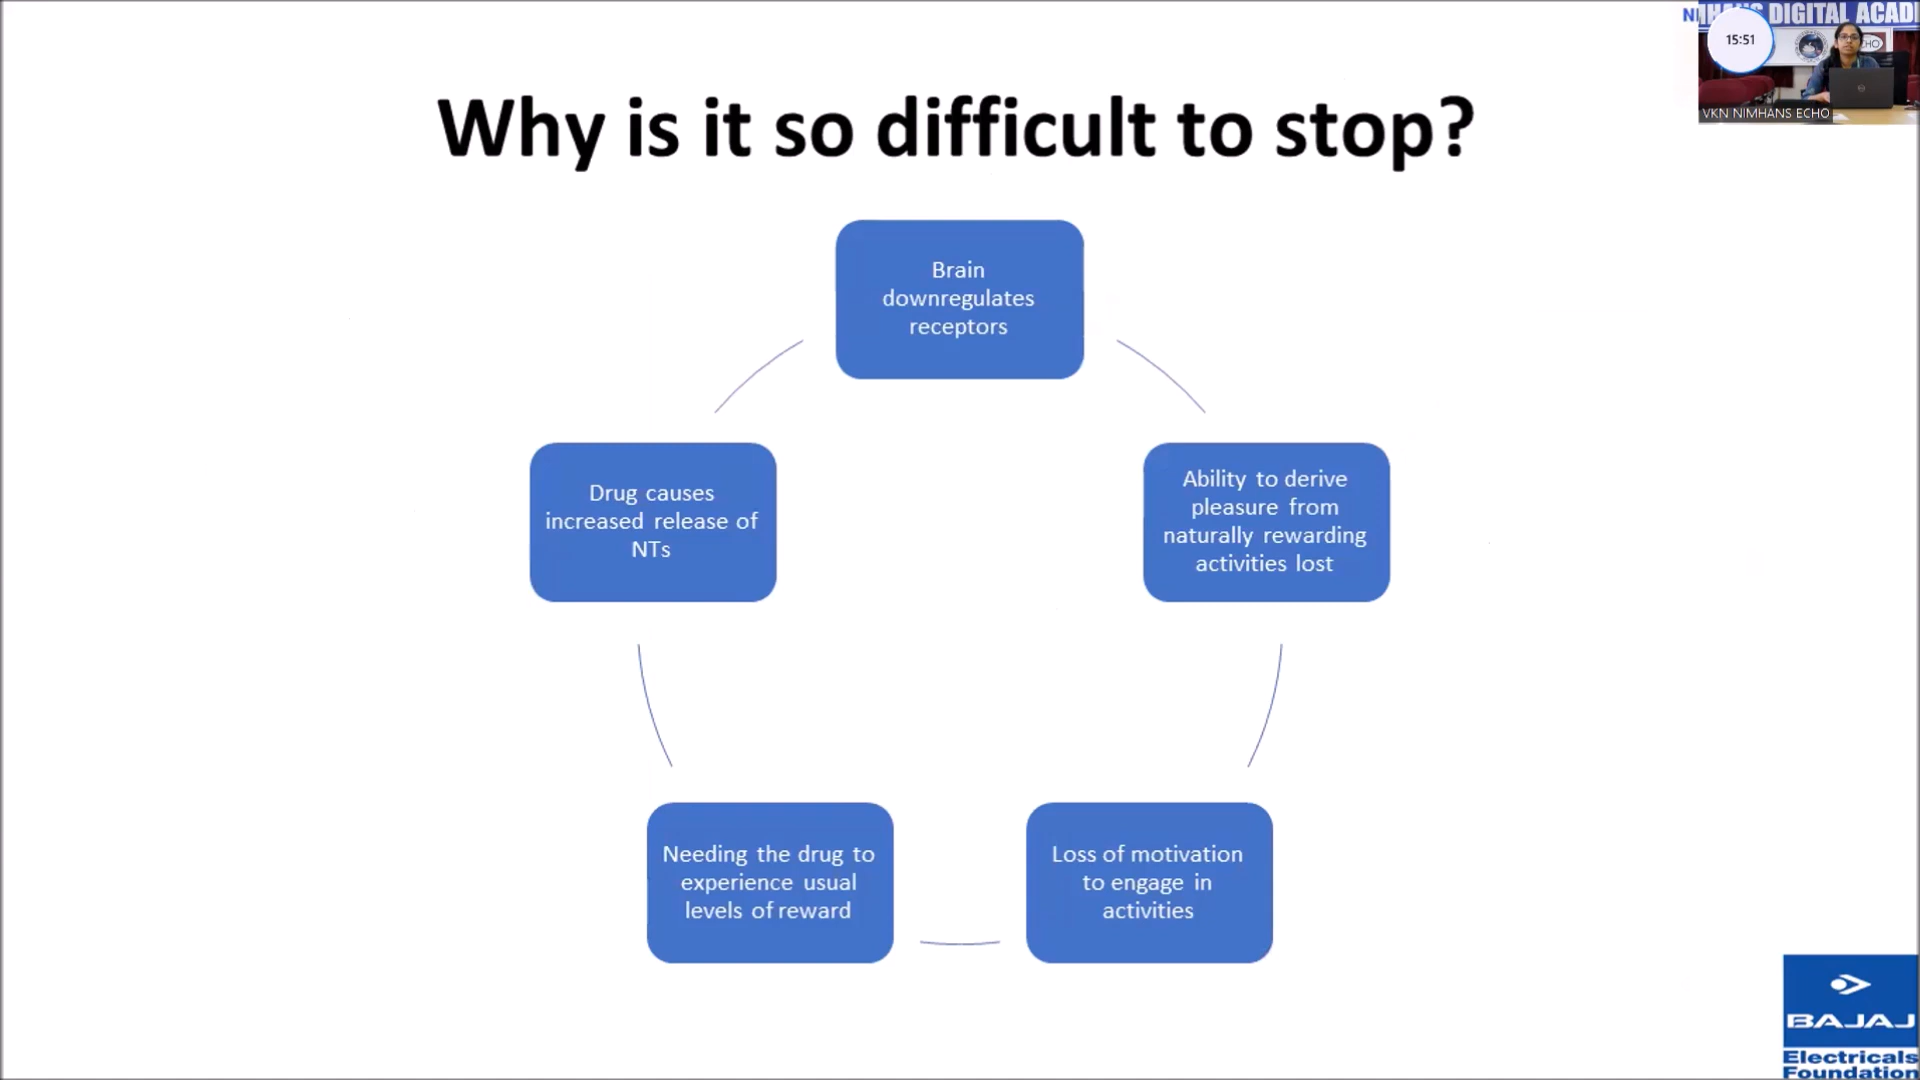 Why is it so difficult to stop?
Brain
downregulates
receptors
Drug causes
increased release of
NTs
Ability to derive
pleasure from
naturally rewarding
activities lost
Needing the drug to
experience usual
levels of reward
Loss of motivation
to engage in
activities
DIGITAL ACADE
15:51
VKN NIMHANS ECHO
BAJAJ
Electricals
Foundation